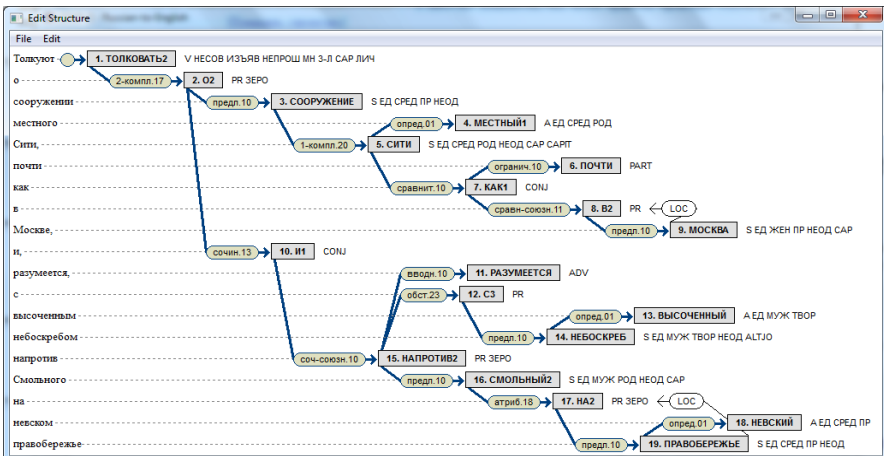 Edit Structure
File Edit
Толкуют 1. ТОЛКОВАТЬ2 V НЕСОВ ИЗЪЯВ НЕПРОШ МН 3-Л САР ЛИЧ
о 2-компл.17 2. О2 PR ЗЕРО
сооружении предл.10 3. СООРУЖЕНИЕ S ЕД СРЕД ПР НЕОД
местного опред.01 4. МЕСТНЫЙ1 A ЕД СРЕД РОД
Сити, 1-компл.20 5. СИТИ S ЕД СРЕД РОД НЕОД CAP CAPIT
почти огранич.10 6. ПОЧТИ PART
как сравнит.10 7. КАК1 CONJ
в сравн-союзн.11 8. В2 PR LOC
Москве, предл.10 9. МОСКВА S ЕД ЖЕН ПР НЕОД CAP
и, сочин.13 10. И1 CONJ
разумеется, вводн.10 11. РАЗУМЕЕТСЯ ADV
с обст.23 12. С3 PR
высоченным опред.01 13. ВЫСОЧЕННЫЙ A ЕД МУЖ ТВОР
небоскребом предл.10 14. НЕБОСКРЕБ S ЕД МУЖ ТВОР НЕОД ALTJO
напротив соч-союзн.10 15. НАПРОТИВ2 PR ЗЕРО
Смольного предл.10 16. СМОЛЬНЫЙ2 S ЕД МУЖ РОД НЕОД CAP
на атриб.18 17. НА2 PR ЗЕРО LOC
невском опред.01 18. НЕВСКИЙ A ЕД СРЕД ПР
правобережье предл.10 19. ПРАВОБЕРЕЖЬЕ S ЕД СРЕД ПР НЕОД